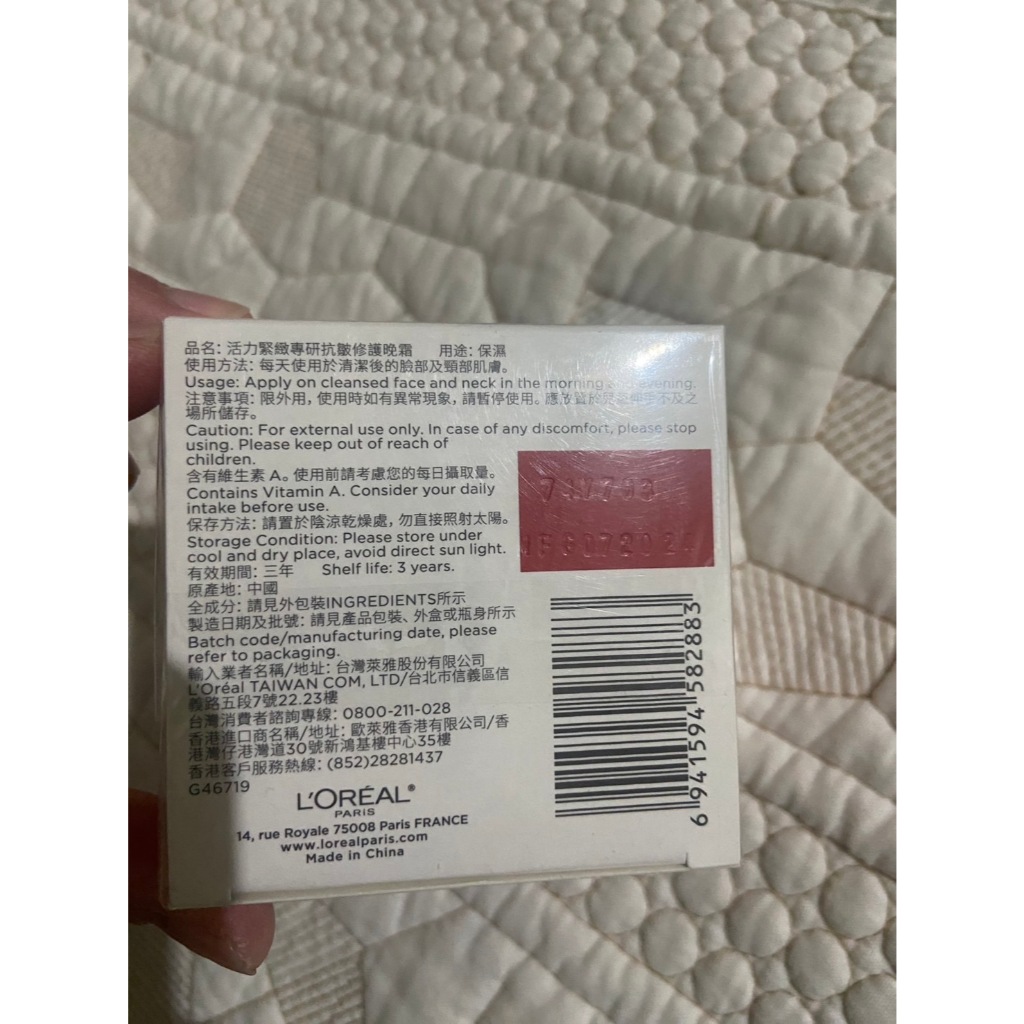 品名: 活力緊緻專研抗皺修護晚霜 用途: 保濕
使用方法: 每天使用於清潔後的臉部及頸部肌膚。
Usage: Apply on cleansed face and neck in the morning and evening.
注意事項: 限外用, 使用時如有異常現象, 請暫停使用。應放置於兒童伸手不及之
場所儲存。
Caution: For external use only. In case of any discomfort, please stop
using. Please keep out of reach of
children.
含有維生素 A。使用前請考慮您的每日攝取量。
Contains Vitamin A. Consider your daily
intake before use.
保存方法: 請置於陰涼乾燥處, 勿直接照射太陽。
Storage Condition: Please store under
cool and dry place, avoid direct sun light.
有效期間: 三年 Shelf life: 3 years.
原產地: 中國
全成分: 請見外包裝INGREDIENTS所示
製造日期及批號: 請見產品包裝、外盒或瓶身所示
Batch code/manufacturing date, please
refer to packaging.
輸入業者名稱/地址: 台灣萊雅股份有限公司
L'Oréal TAIWAN COM, LTD/台北市信義區信
義路五段7號22.23樓
台灣消費者諮詢專線: 0800-211-028
香港進口商名稱/地址: 歐萊雅香港有限公司/香
港灣仔港灣道30號新鴻基樓中心35樓
香港客戶服務熱線: (852)28281437
G46719
L'ORÉAL®
PARIS
14, rue Royale 75008 Paris FRANCE
www.lorealparis.com
Made in China
6 941594 582883